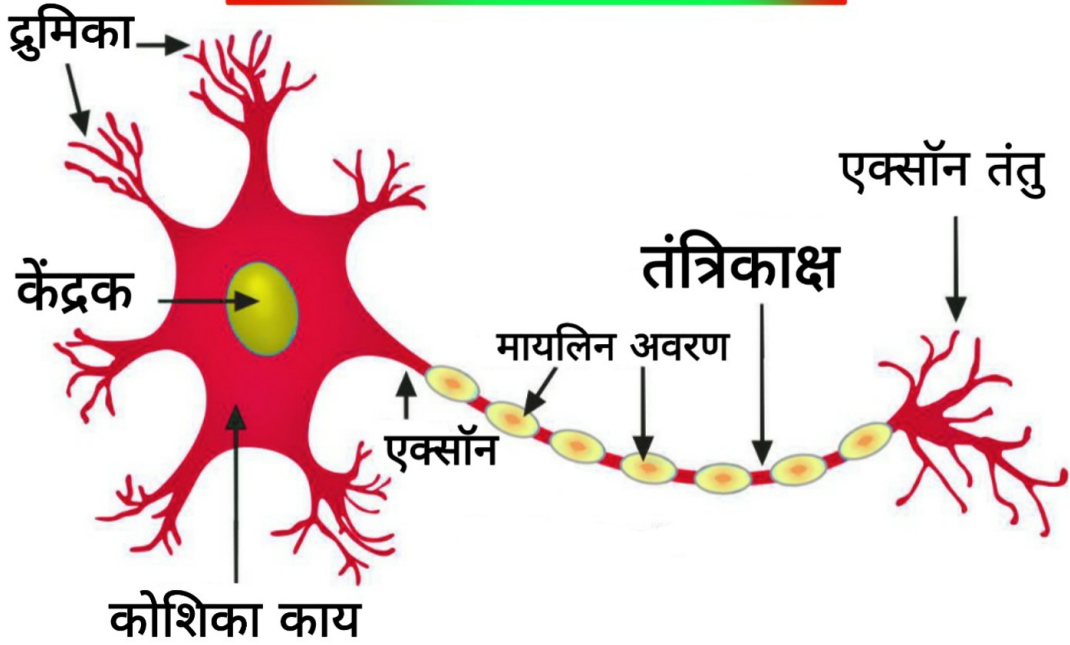 द्रुमिका
एक्सॉन तंतु
तंत्रिकाक्ष
केंद्रक
मायलिन अवरण
एक्सॉन
कोशिका काय